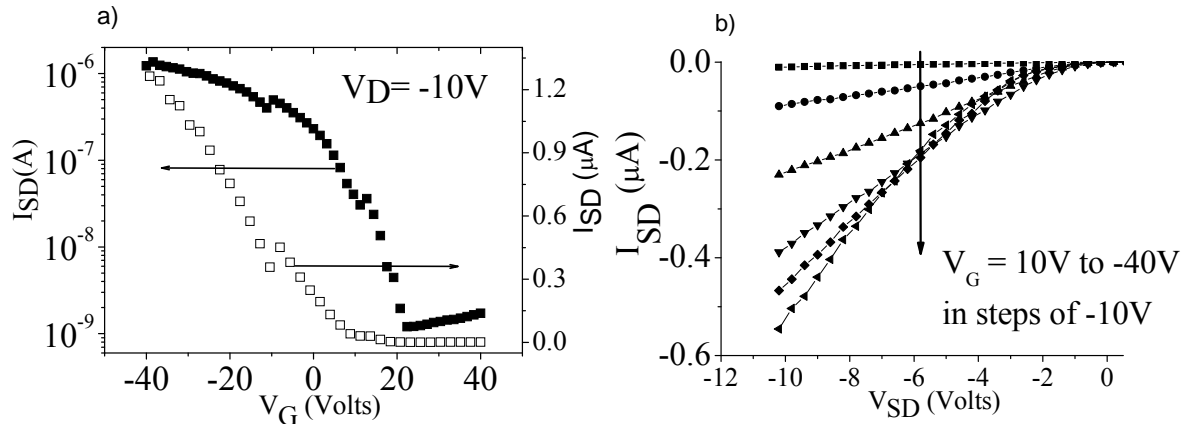 a)
V_D= -10V
I_SD(A)
10^-6
10^-7
10^-8
10^-9
-40 -20 0 20 40
V_G (Volts)
1.2
0.9
0.6
0.3
0.0
I_SD (μA)
b)
I_SD (μA)
0.0
-0.2
-0.4
-0.6
V_G = 10V to -40V
in steps of -10V
-12 -10 -8 -6 -4 -2 0
V_SD (Volts)